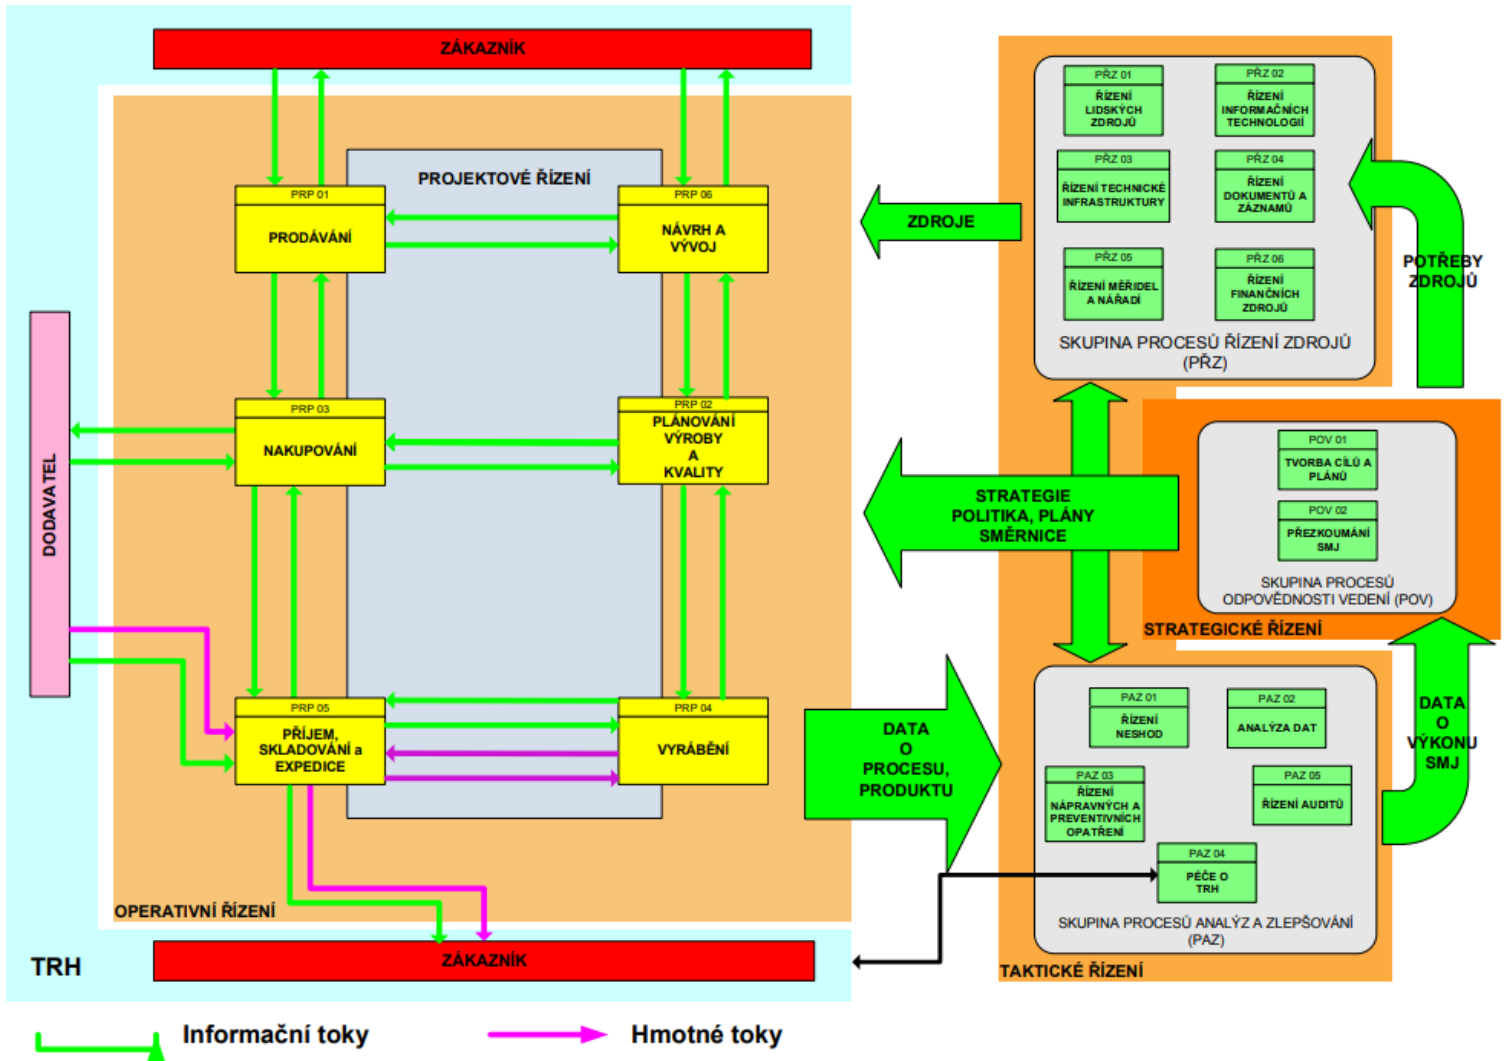 ZÁKAZNÍK
PROJEKTOVÉ ŘÍZENÍ
PRP 01
PRODÁVÁNÍ
PRP 06
NÁVRH A
VÝVOJ
DODAVATEL
PRP 03
NAKUPOVÁNÍ
PRP 02
PLÁNOVÁNÍ
VÝROBY
A
KVALITY
PRP 05
PŘÍJEM,
SKLADOVÁNÍ a
EXPEDICE
PRP 04
VYRÁBĚNÍ
OPERATIVNÍ ŘÍZENÍ
ZÁKAZNÍK
TRH
ZDROJE
PŘZ 01
ŘÍZENÍ
LIDSKÝCH
ZDROJŮ
PŘZ 02
ŘÍZENÍ
INFORMAČNÍCH
TECHNOLOGIÍ
PŘZ 03
ŘÍZENÍ TECHNICKÉ
INFRASTRUKTURY
PŘZ 04
ŘÍZENÍ
DOKUMENTŮ A
ZÁZNAMŮ
PŘZ 05
ŘÍZENÍ MĚŘIDEL
A NÁŘADÍ
PŘZ 06
ŘÍZENÍ
FINANČNÍCH
ZDROJŮ
SKUPINA PROCESŮ ŘÍZENÍ ZDROJŮ
(PŘZ)
POTŘEBY
ZDROJŮ
STRATEGIE
POLITIKA, PLÁNY
SMĚRNICE
POV 01
TVORBA CÍLŮ A
PLÁNŮ
POV 02
PŘEZKOUMÁNÍ
SMJ
SKUPINA PROCESŮ
ODPOVĚDNOSTI VEDENÍ (POV)
STRATEGICKÉ ŘÍZENÍ
DATA
O
PROCESU,
PRODUKTU
PAZ 01
ŘÍZENÍ
NESHOD
PAZ 02
ANALÝZA DAT
PAZ 03
ŘÍZENÍ
NÁPRAVNÝCH A
PREVENTIVNÍCH
OPATŘENÍ
PAZ 05
ŘÍZENÍ AUDITŮ
PAZ 04
PÉČE O
TRH
SKUPINA PROCESŮ ANALÝZ A ZLEPŠOVÁNÍ
(PAZ)
TAKTICKÉ ŘÍZENÍ
DATA
O
VÝKONU
SMJ
Informační toky
Hmotné toky